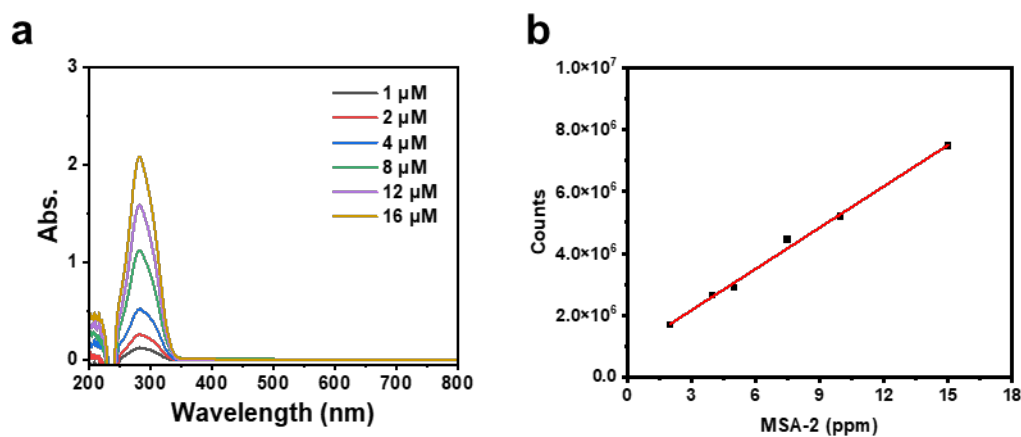 a
3
2
1
0
Abs.
200 300 400 500 600 700 800
Wavelength (nm)
1 µM
2 µM
4 µM
8 µM
12 µM
16 µM
b
1.0×10⁷
8.0×10⁶
6.0×10⁶
4.0×10⁶
2.0×10⁶
0.0
Counts
0 3 6 9 12 15 18
MSA-2 (ppm)